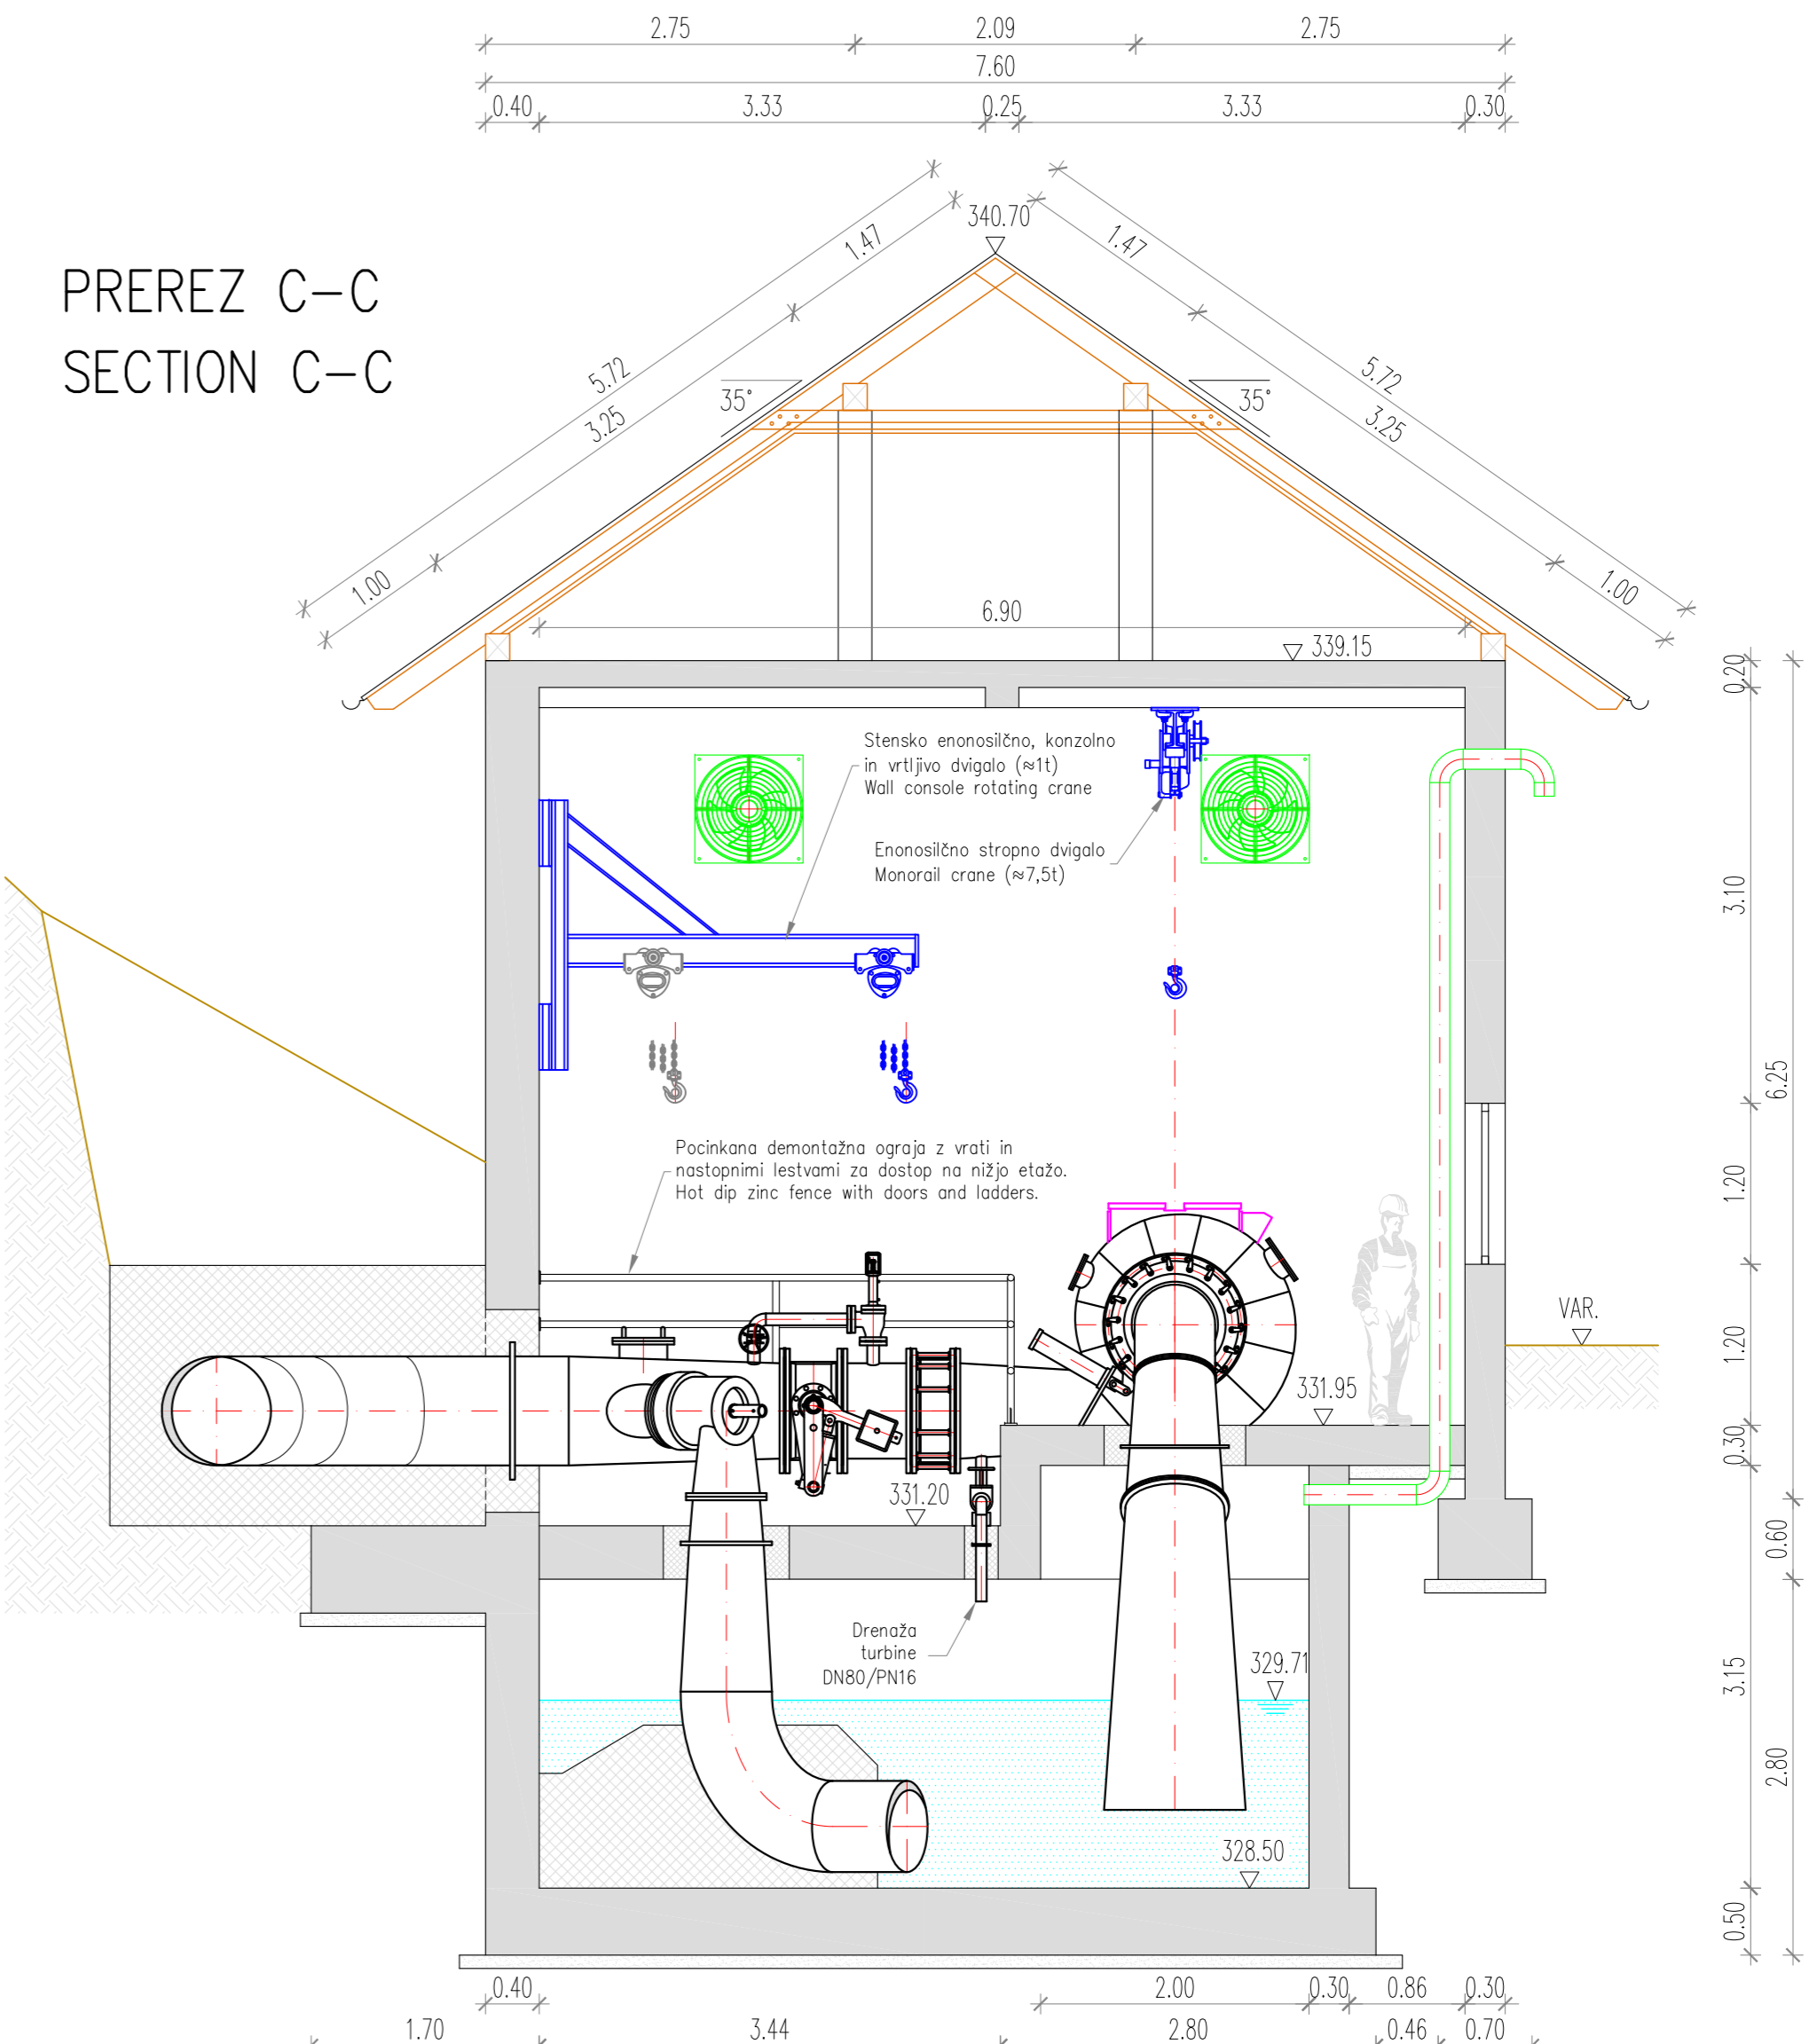 2.75 2.09 2.75
7.60
0.40 3.33 0.25 3.33 0.30
340.70
1.47 1.47
PREREZ C-C
SECTION C-C
5.72 5.72
3.25 3.25
35° 35°
1.00 1.00
6.90
339.15
0.20
Stensko enonosilčno, konzolno
in vrtljivo dvigalo (≈1t)
Wall console rotating crane
Enonosilčno stropno dvigalo
Monorail crane (≈7,5t)
3.10
6.25
Pocinkana demontažna ograja z vrati in
nastopnimi lestvami za dostop na nižjo etažo.
Hot dip zinc fence with doors and ladders.
1.20
VAR.
1.20
331.95
0.30
331.20
0.60
Drenaža
turbine
DN80/PN16
329.71
3.15
2.80
328.50
0.50
0.40 2.00 0.30 0.86 0.30
1.70 3.44 2.80 0.46 0.70